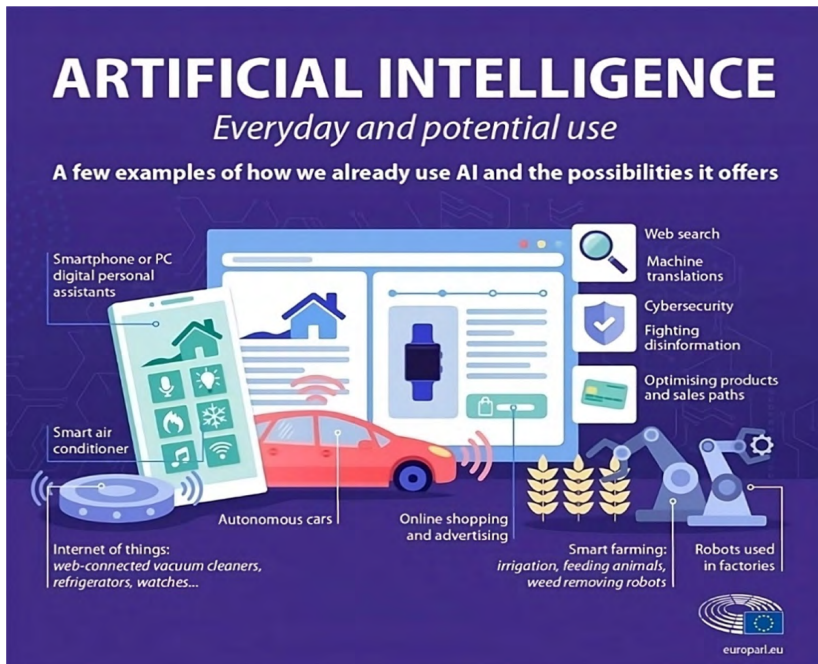 ARTIFICIAL INTELLIGENCE
Everyday and potential use
A few examples of how we already use AI and the possibilities it offers
Smartphone or PC
digital personal
assistants
Web search
Machine
translations
Cybersecurity
Fighting
disinformation
Optimising products
and sales paths
Smart air
conditioner
Autonomous cars
Online shopping
and advertising
Internet of things:
web-connected vacuum cleaners,
refrigerators, watches...
Smart farming:
irrigation, feeding animals,
weed removing robots
Robots used
in factories
europarl.eu